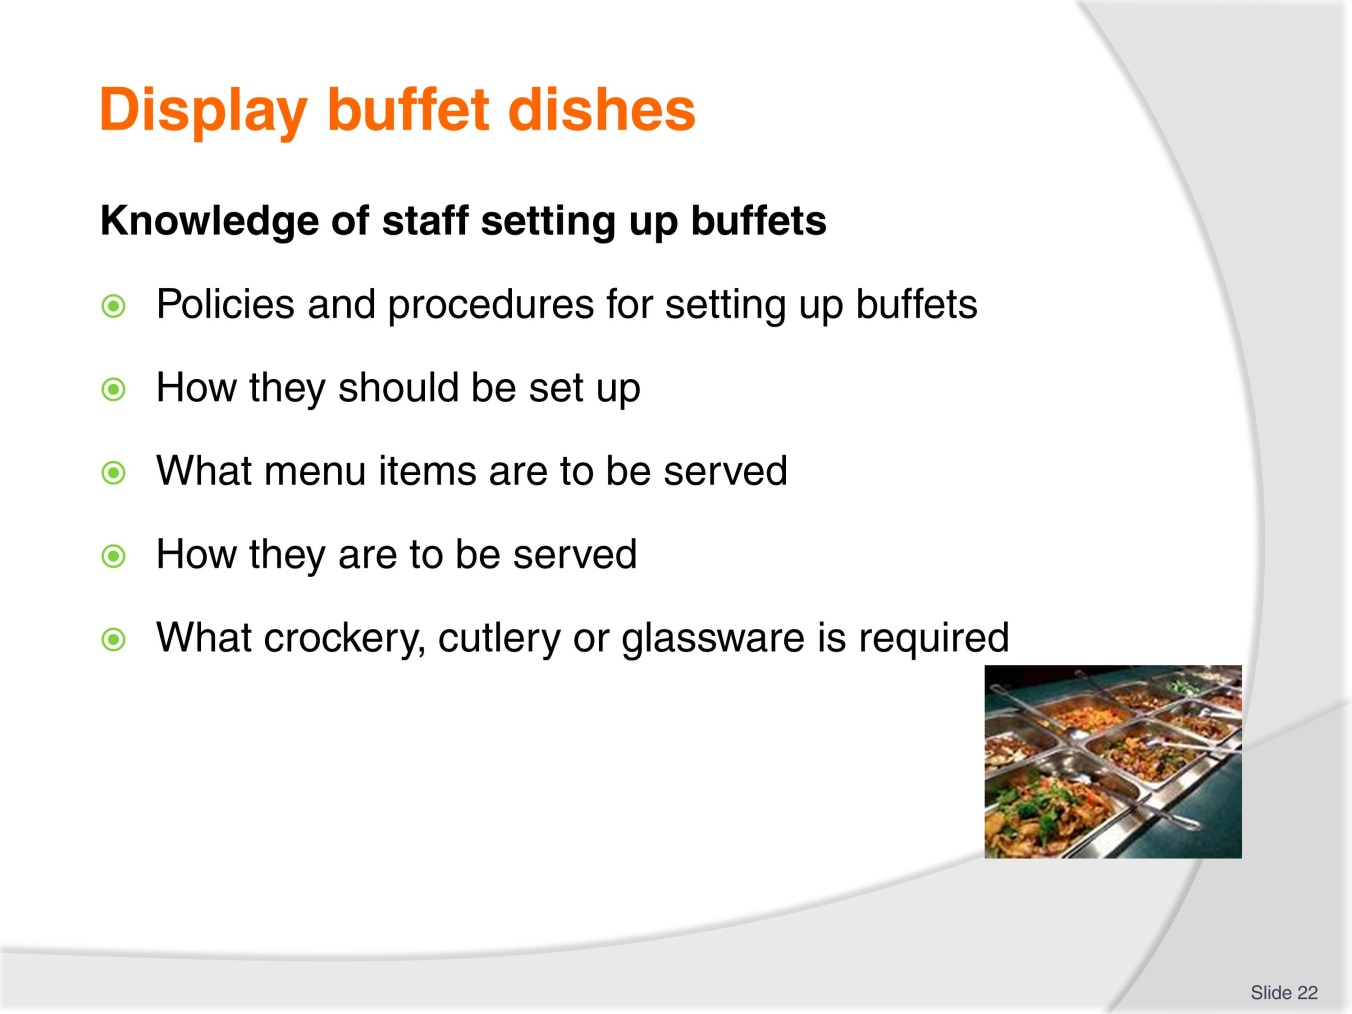 Display buffet dishes
Knowledge of staff setting up buffets
Policies and procedures for setting up buffets
How they should be set up
What menu items are to be served
How they are to be served
What crockery, cutlery or glassware is required
Slide 22